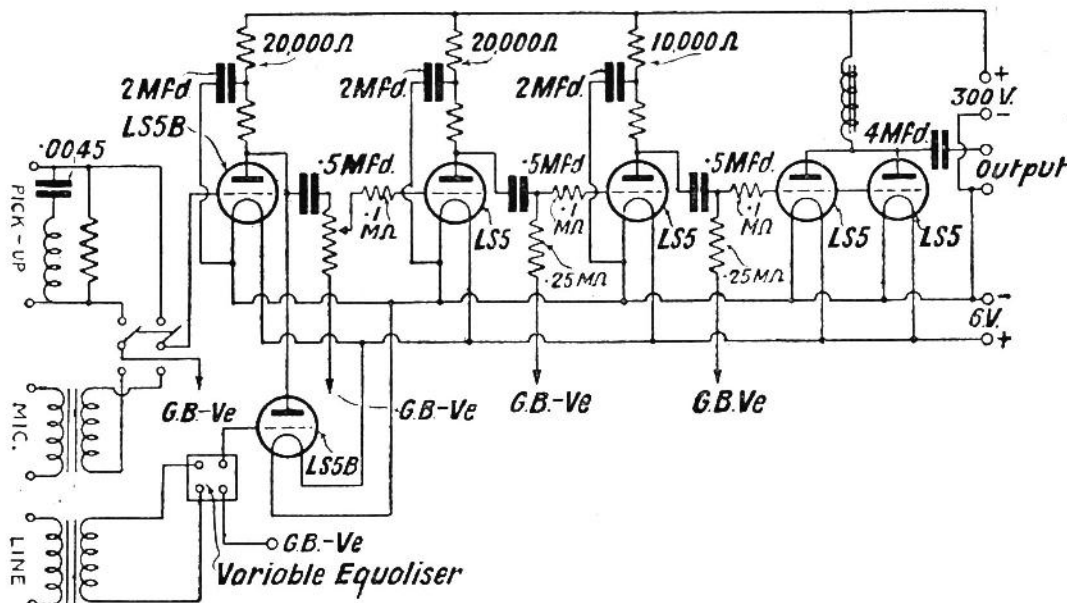 20,000Ω
20,000Ω
10,000Ω
2Mfd.
2Mfd.
2Mfd.
+
300 V.
-
LS5B
4Mfd.
Output
·0045
·5Mfd.
·5Mfd
·5Mfd.
PICK-UP
·1
MΩ
LS5
·1
MΩ
LS5
·1
MΩ
LS5
LS5
·25MΩ
·25MΩ
-
6V.
+
G.B.-Ve
G.B-Ve
G.B.-Ve
G.B.Ve
MIC.
LS5B
LINE
G.B.-Ve
Variable Equaliser